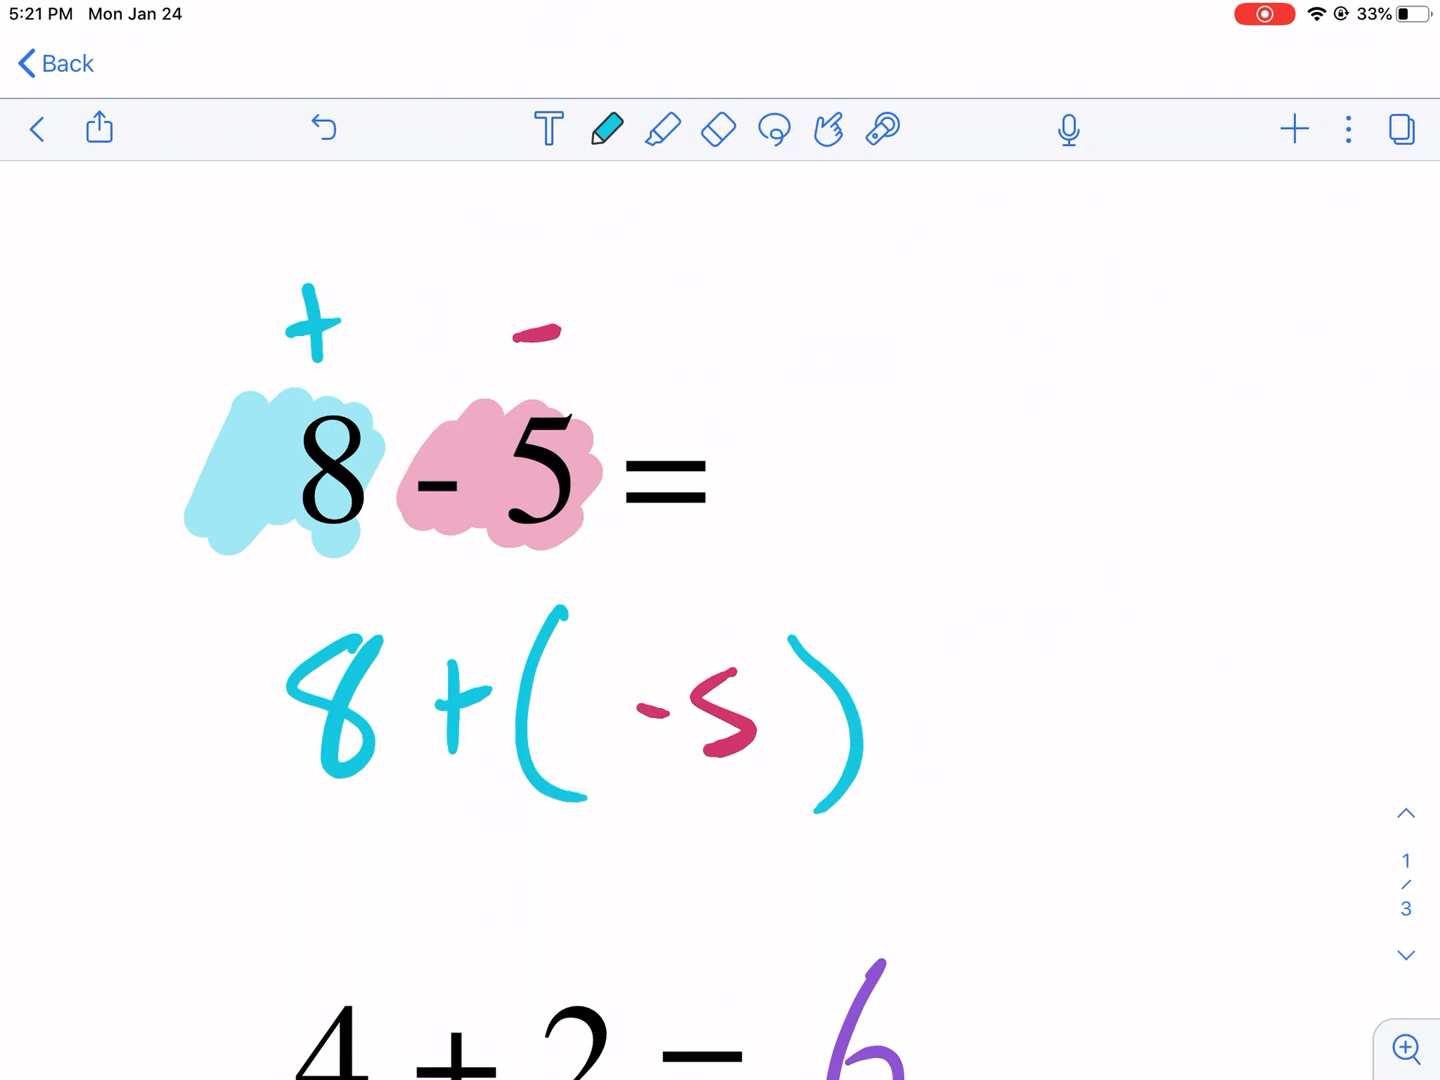 5:21 PM Mon Jan 24 33%
Back
T
+ -
8 - 5 =
8 + ( -5 )
1
/
3
4 + 2 = 6